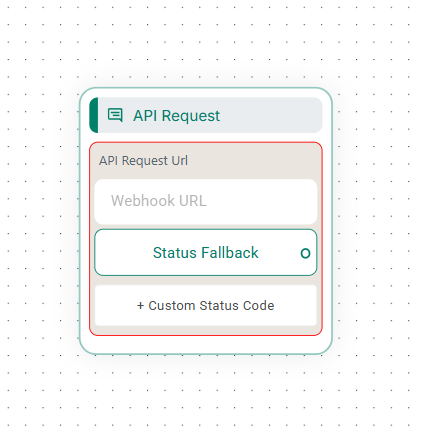 API Request
API Request Url
Webhook URL
Status Fallback
+ Custom Status Code